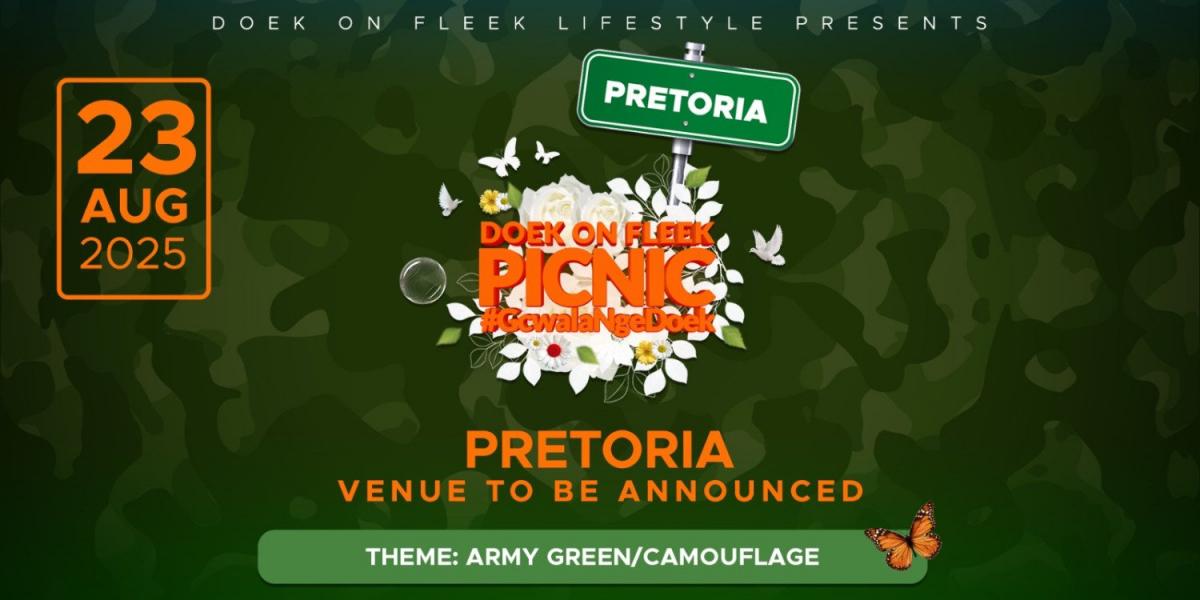 DOEK ON FLEEK LIFESTYLE PRESENTS
23
AUG
2025
PRETORIA
DOEK ON FLEEK
PICNIC
#GcwalaNgeDoek
PRETORIA
VENUE TO BE ANNOUNCED
THEME: ARMY GREEN/CAMOUFLAGE